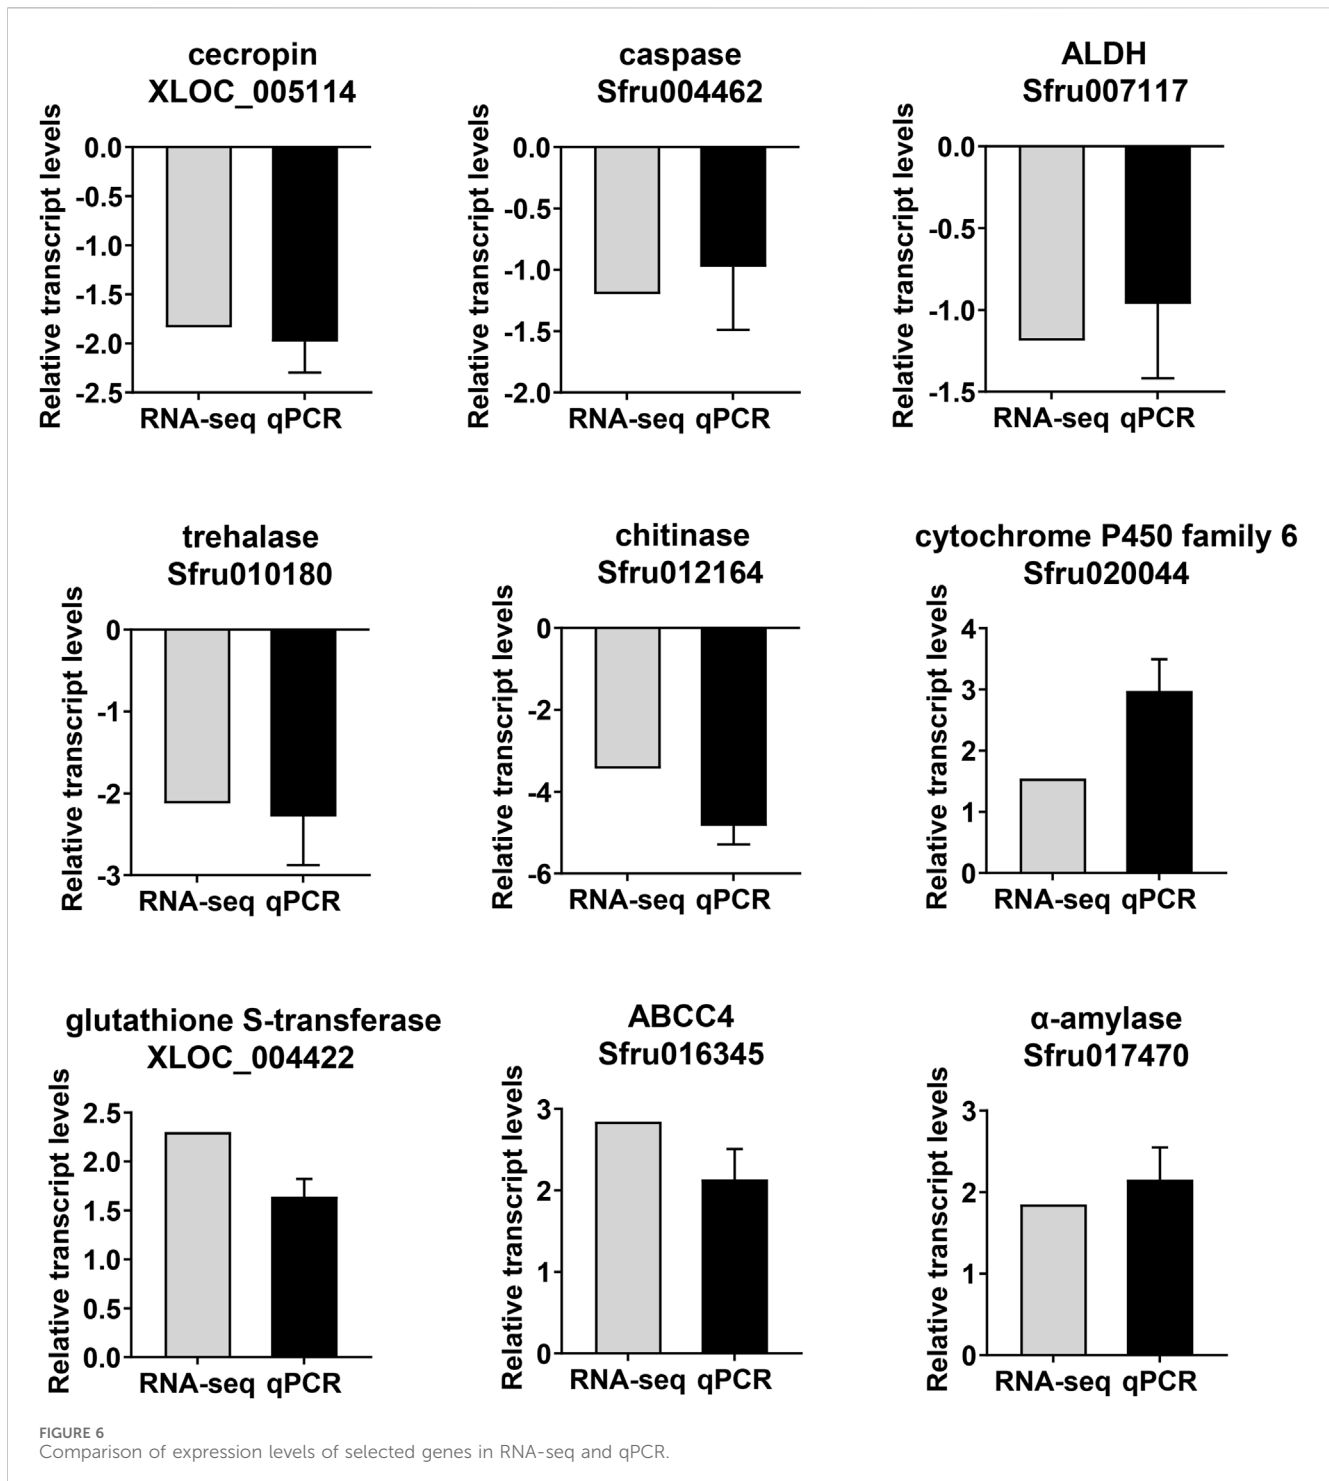 cecropin
XLOC_005114
Relative transcript levels
0.0
-0.5
-1.0
-1.5
-2.0
-2.5
RNA-seq qPCR
caspase
Sfru004462
Relative transcript levels
0.0
-0.5
-1.0
-1.5
-2.0
RNA-seq qPCR
ALDH
Sfru007117
Relative transcript levels
0.0
-0.5
-1.0
-1.5
RNA-seq qPCR
trehalase
Sfru010180
Relative transcript levels
0
-1
-2
-3
RNA-seq qPCR
chitinase
Sfru012164
Relative transcript levels
0
-2
-4
-6
RNA-seq qPCR
cytochrome P450 family 6
Sfru020044
Relative transcript levels
4
3
2
1
0
RNA-seq qPCR
glutathione S-transferase
XLOC_004422
Relative transcript levels
2.5
2.0
1.5
1.0
0.5
0.0
RNA-seq qPCR
ABCC4
Sfru016345
Relative transcript levels
3
2
1
0
RNA-seq qPCR
α-amylase
Sfru017470
Relative transcript levels
3
2
1
0
RNA-seq qPCR
FIGURE 6
Comparison of expression levels of selected genes in RNA-seq and qPCR.